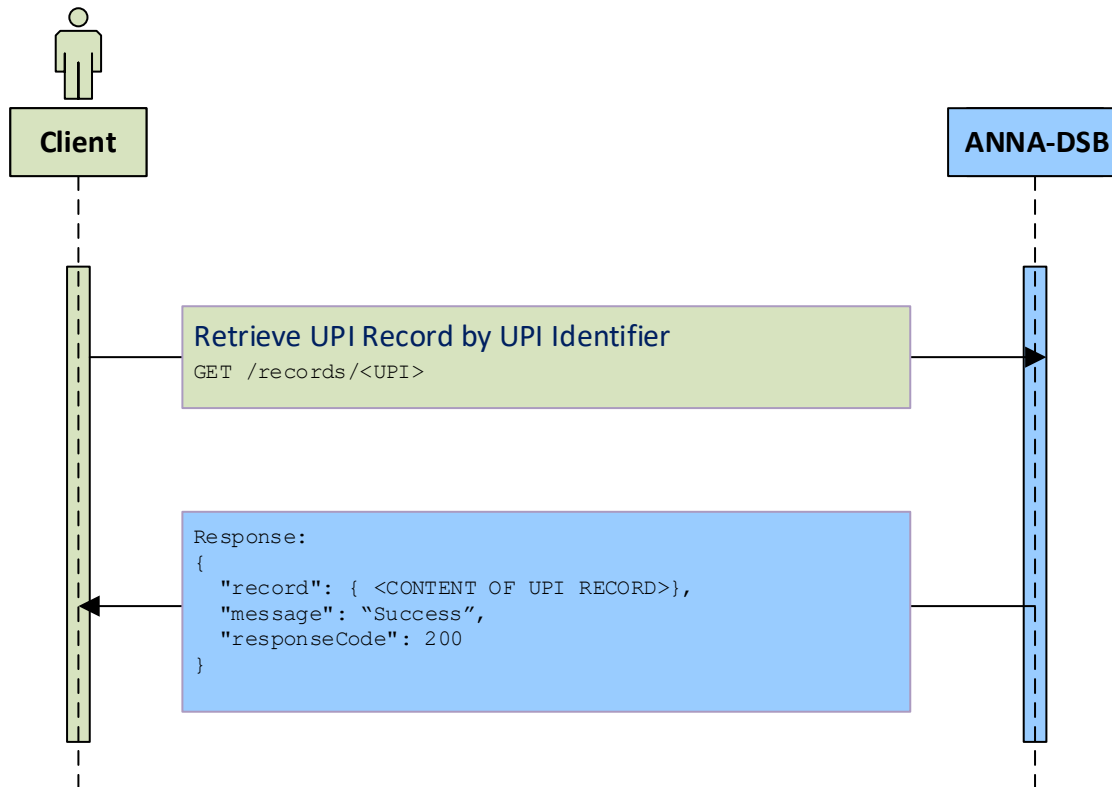 Client
ANNA-DSB
Retrieve UPI Record by UPI Identifier
GET /records/<UPI>
Response:
{
  "record": { <CONTENT OF UPI RECORD>},
  "message": “Success”,
  "responseCode": 200
}